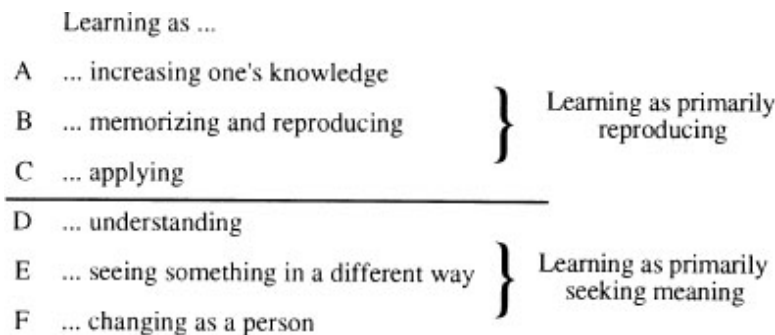 Learning as ...
A ... increasing one's knowledge
B ... memorizing and reproducing
C ... applying
Learning as primarily
reproducing
D ... understanding
E ... seeing something in a different way
F ... changing as a person
Learning as primarily
seeking meaning